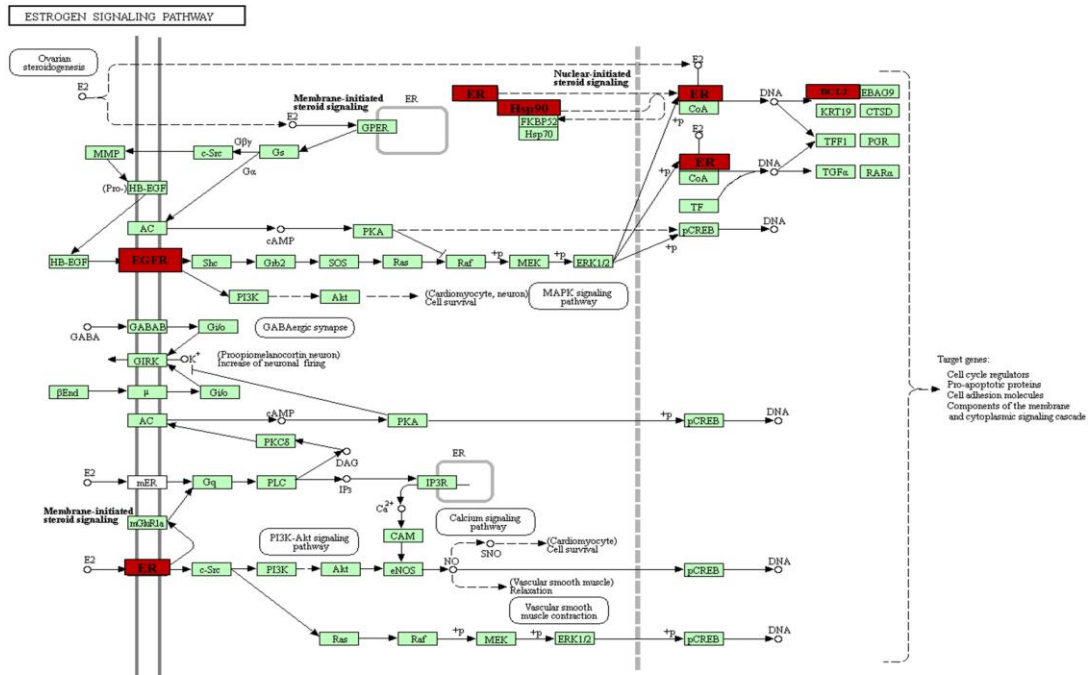 ESTROGEN SIGNALING PATHWAY
Ovarian
steroidogenesis
E2
Membrane-initiated
steroid signaling
ER
E2
GPER
Nuclear-initiated
steroid signaling
ER
Hsp90
FKBP52
Hsp70
E2
ER
CoA
DNA
BCL2
EBAG9
KRT19
CTSD
+p
E2
ER
CoA
DNA
TFF1
PGR
TGFα
RARα
+p
TF
MMP
c-Src
Gβγ
Gs
Gα
(Pro-)
HB-EGF
AC
cAMP
PKA
pCREB
DNA
+p
HB-EGF
EGFR
Shc
Grb2
SOS
Ras
Raf
+p
MEK
+p
ERK1/2
PI3K
Akt
(Cardiomyocyte, neuron)
Cell survival
MAPK signaling
pathway
GABA
GABAB
Gi/o
GABAergic synapse
GIRK
K+
(Proopiomelanocortin neuron)
Increase of neuronal firing
βEnd
μ
Gi/o
AC
cAMP
PKA
+p
pCREB
DNA
PKCδ
DAG
E2
mER
Gq
PLC
IP3
ER
IP3R
Ca2+
Membrane-initiated
steroid signaling
mGluR1a
CAM
Calcium signaling
pathway
PI3K-Akt signaling
pathway
SNO
(Cardiomyocyte)
Cell survival
E2
ER
c-Src
PI3K
Akt
eNOS
NO
+p
pCREB
DNA
(Vascular smooth muscle)
Relaxation
Vascular smooth
muscle contraction
Ras
Raf
+p
MEK
+p
ERK1/2
+p
pCREB
DNA
Target genes:
Cell cycle regulators
Pro-apoptotic proteins
Cell adhesion molecules
Components of the membrane
and cytoplasmic signaling cascade